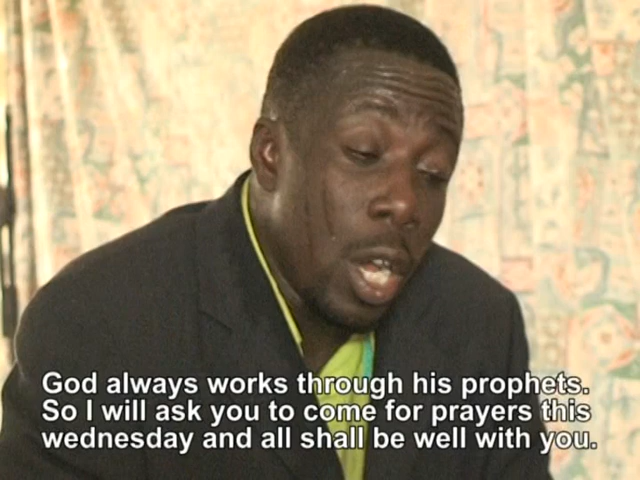 God always works through his prophets.
So I will ask you to come for prayers this
wednesday and all shall be well with you.